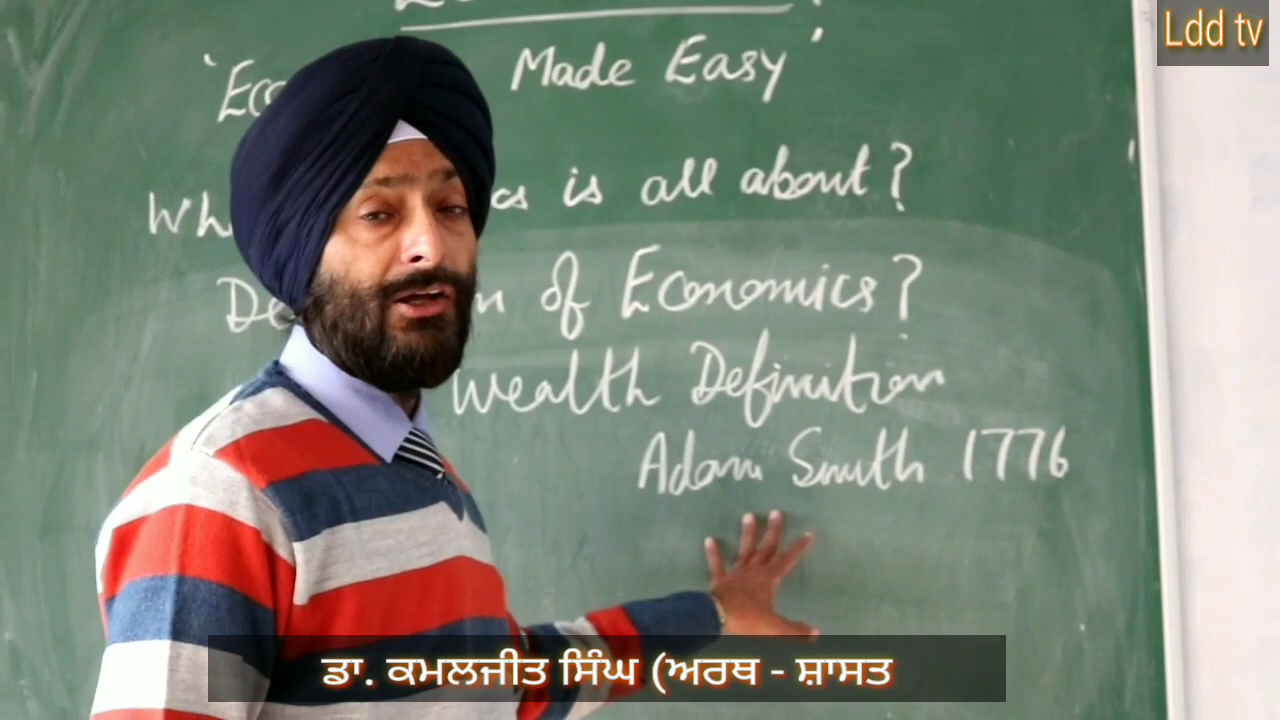 Ldd tv
Made Easy'
is all about?
of Economics?
Wealth Definition
Adam Smith 1776
ਡਾ. ਕਮਲਜੀਤ ਸਿੰਘ (ਅਰਥ - ਸ਼ਾਸਤ